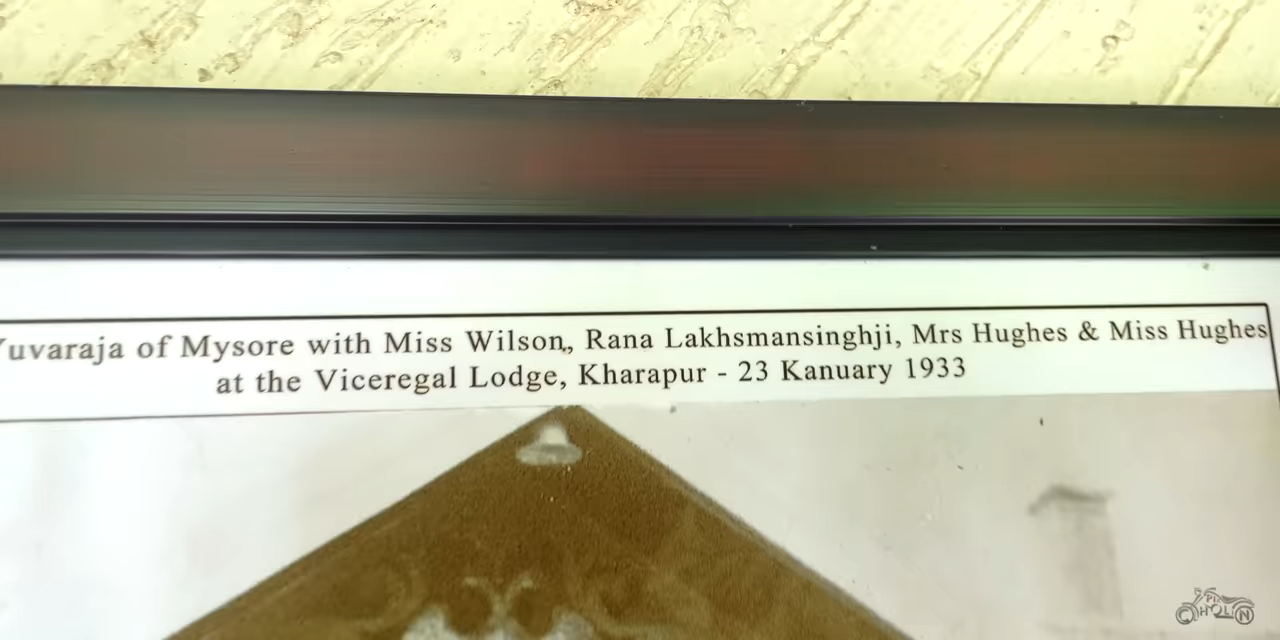 Yuvaraja of Mysore with Miss Wilson, Rana Lakhsmansinghji, Mrs Hughes & Miss Hughes
at the Viceregal Lodge, Kharapur - 23 Kanuary 1933